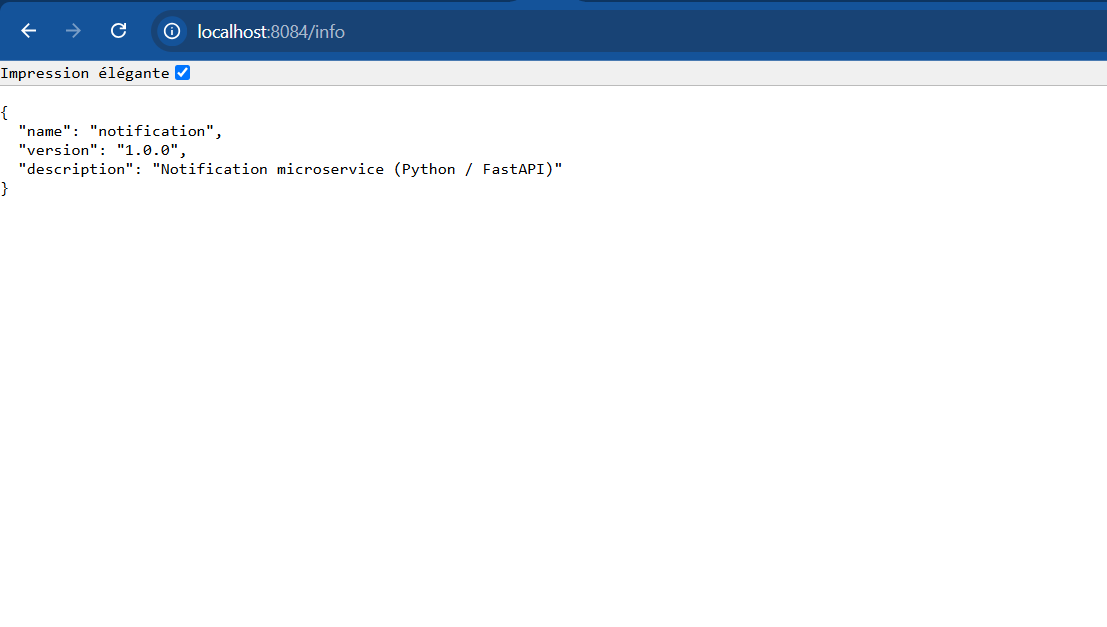 localhost:8084/info
Impression élégante
{
  "name": "notification",
  "version": "1.0.0",
  "description": "Notification microservice (Python / FastAPI)"
}